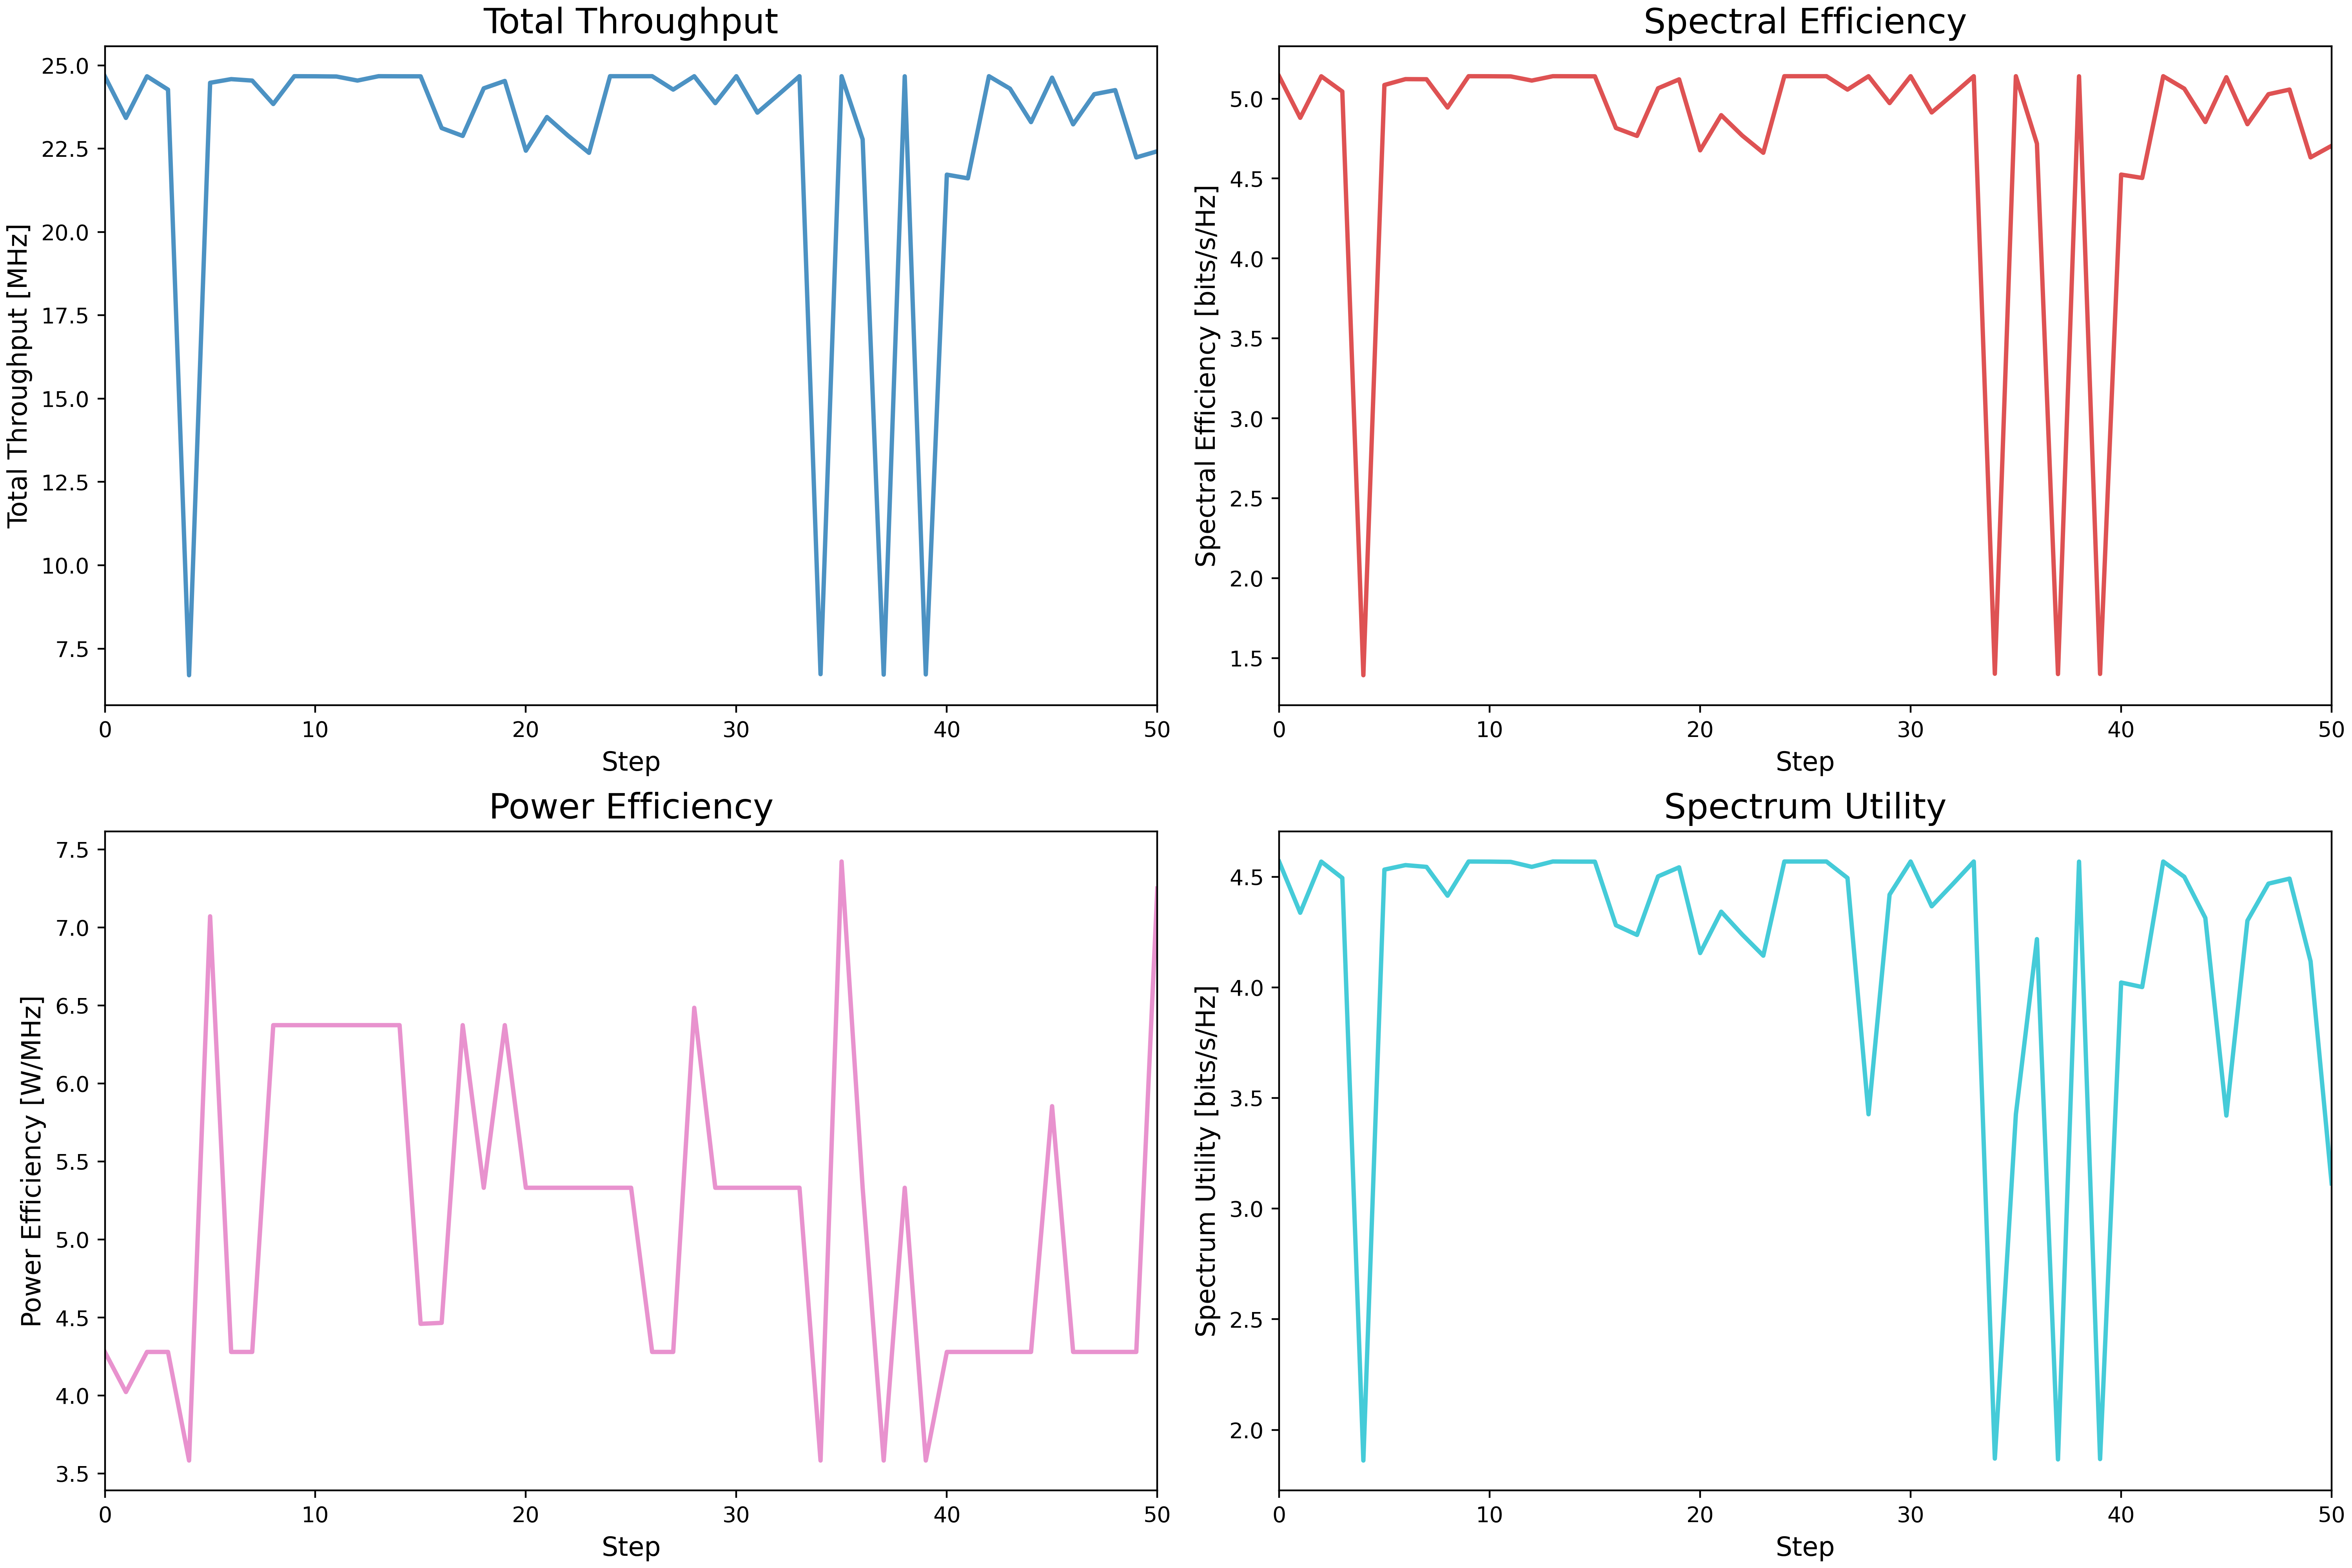 Total Throughput
Total Throughput [MHz]
25.0
22.5
20.0
17.5
15.0
12.5
10.0
7.5
0 10 20 30 40 50
Step
Spectral Efficiency
Spectral Efficiency [bits/s/Hz]
5.0
4.5
4.0
3.5
3.0
2.5
2.0
1.5
0 10 20 30 40 50
Step
Power Efficiency
Power Efficiency [W/MHz]
7.5
7.0
6.5
6.0
5.5
5.0
4.5
4.0
3.5
0 10 20 30 40 50
Step
Spectrum Utility
Spectrum Utility [bits/s/Hz]
4.5
4.0
3.5
3.0
2.5
2.0
0 10 20 30 40 50
Step